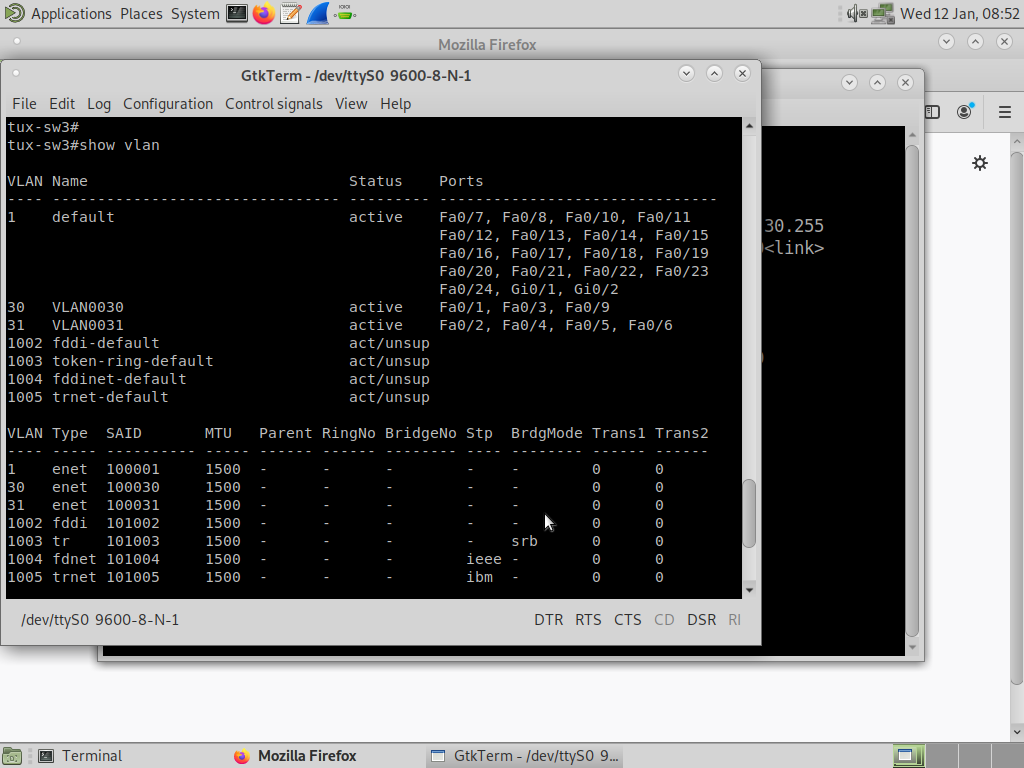 Applications Places System Wed 12 Jan, 08:52
Mozilla Firefox
GtkTerm - /dev/ttyS0 9600-8-N-1
File Edit Log Configuration Control signals View Help
tux-sw3#
tux-sw3#show vlan
VLAN Name Status Ports
---- -------------------------------- --------- -------------------------------
1 default active Fa0/7, Fa0/8, Fa0/10, Fa0/11
Fa0/12, Fa0/13, Fa0/14, Fa0/15
Fa0/16, Fa0/17, Fa0/18, Fa0/19
Fa0/20, Fa0/21, Fa0/22, Fa0/23
Fa0/24, Gi0/1, Gi0/2
30 VLAN0030 active Fa0/1, Fa0/3, Fa0/9
31 VLAN0031 active Fa0/2, Fa0/4, Fa0/5, Fa0/6
1002 fddi-default act/unsup
1003 token-ring-default act/unsup
1004 fddinet-default act/unsup
1005 trnet-default act/unsup
VLAN Type SAID MTU Parent RingNo BridgeNo Stp BrdgMode Trans1 Trans2
---- ----- ---------- ----- ------ ------ -------- ---- -------- ------ ------
1 enet 100001 1500 - - - - - 0 0
30 enet 100030 1500 - - - - - 0 0
31 enet 100031 1500 - - - - - 0 0
1002 fddi 101002 1500 - - - - - 0 0
1003 tr 101003 1500 - - - - srb 0 0
1004 fdnet 101004 1500 - - - ieee - 0 0
1005 trnet 101005 1500 - - - ibm - 0 0
/dev/ttyS0 9600-8-N-1 DTR RTS CTS CD DSR RI
30.255
<link>
Terminal Mozilla Firefox GtkTerm - /dev/ttyS0 9...